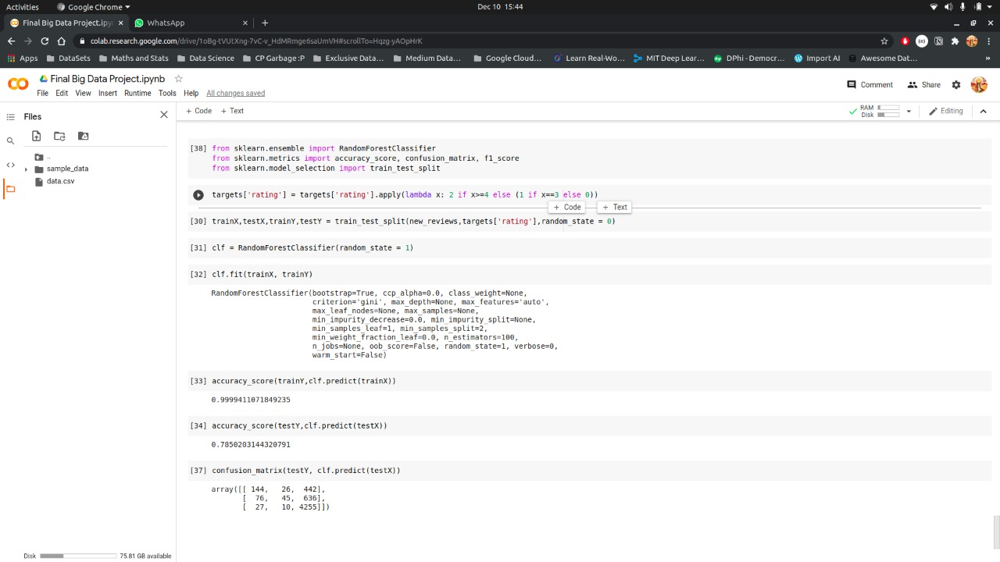 Activities
Google Chrome
Dec 10 15:44
Final Big Data Project.ipy
WhatsApp
colab.research.google.com/drive/1oBg-tVUtXng-7vC-v_HdMRmge6saUmVH#scrollTo=Hqzg-yAOpHrK
Apps
DataSets
Maths and Stats
Data Science
CP Garbage :P
Exclusive Data...
Medium Data...
Google Cloud...
Learn Real-Wo...
MIT Deep Lear...
DPhi - Democr...
Import AI
Awesome Dat...
»
Final Big Data Project.ipynb
Comment
Share
File Edit View Insert Runtime Tools Help All changes saved
Files
+ Code + Text
RAM
Disk
Editing
..
sample_data
data.csv
[38] from sklearn.ensemble import RandomForestClassifier
from sklearn.metrics import accuracy_score, confusion_matrix, f1_score
from sklearn.model_selection import train_test_split
targets['rating'] = targets['rating'].apply(lambda x: 2 if x>=4 else (1 if x==3 else 0))
+ Code + Text
[30] trainX,testX,trainY,testY = train_test_split(new_reviews,targets['rating'],random_state = 0)
[31] clf = RandomForestClassifier(random_state = 1)
[32] clf.fit(trainX, trainY)
RandomForestClassifier(bootstrap=True, ccp_alpha=0.0, class_weight=None,
criterion='gini', max_depth=None, max_features='auto',
max_leaf_nodes=None, max_samples=None,
min_impurity_decrease=0.0, min_impurity_split=None,
min_samples_leaf=1, min_samples_split=2,
min_weight_fraction_leaf=0.0, n_estimators=100,
n_jobs=None, oob_score=False, random_state=1, verbose=0,
warm_start=False)
[33] accuracy_score(trainY,clf.predict(trainX))
0.9999411071849235
[34] accuracy_score(testY,clf.predict(testX))
0.7850203144320791
[37] confusion_matrix(testY, clf.predict(testX))
array([[ 144, 26, 442],
[ 76, 45, 636],
[ 27, 10, 4255]])
Disk
75.81 GB available